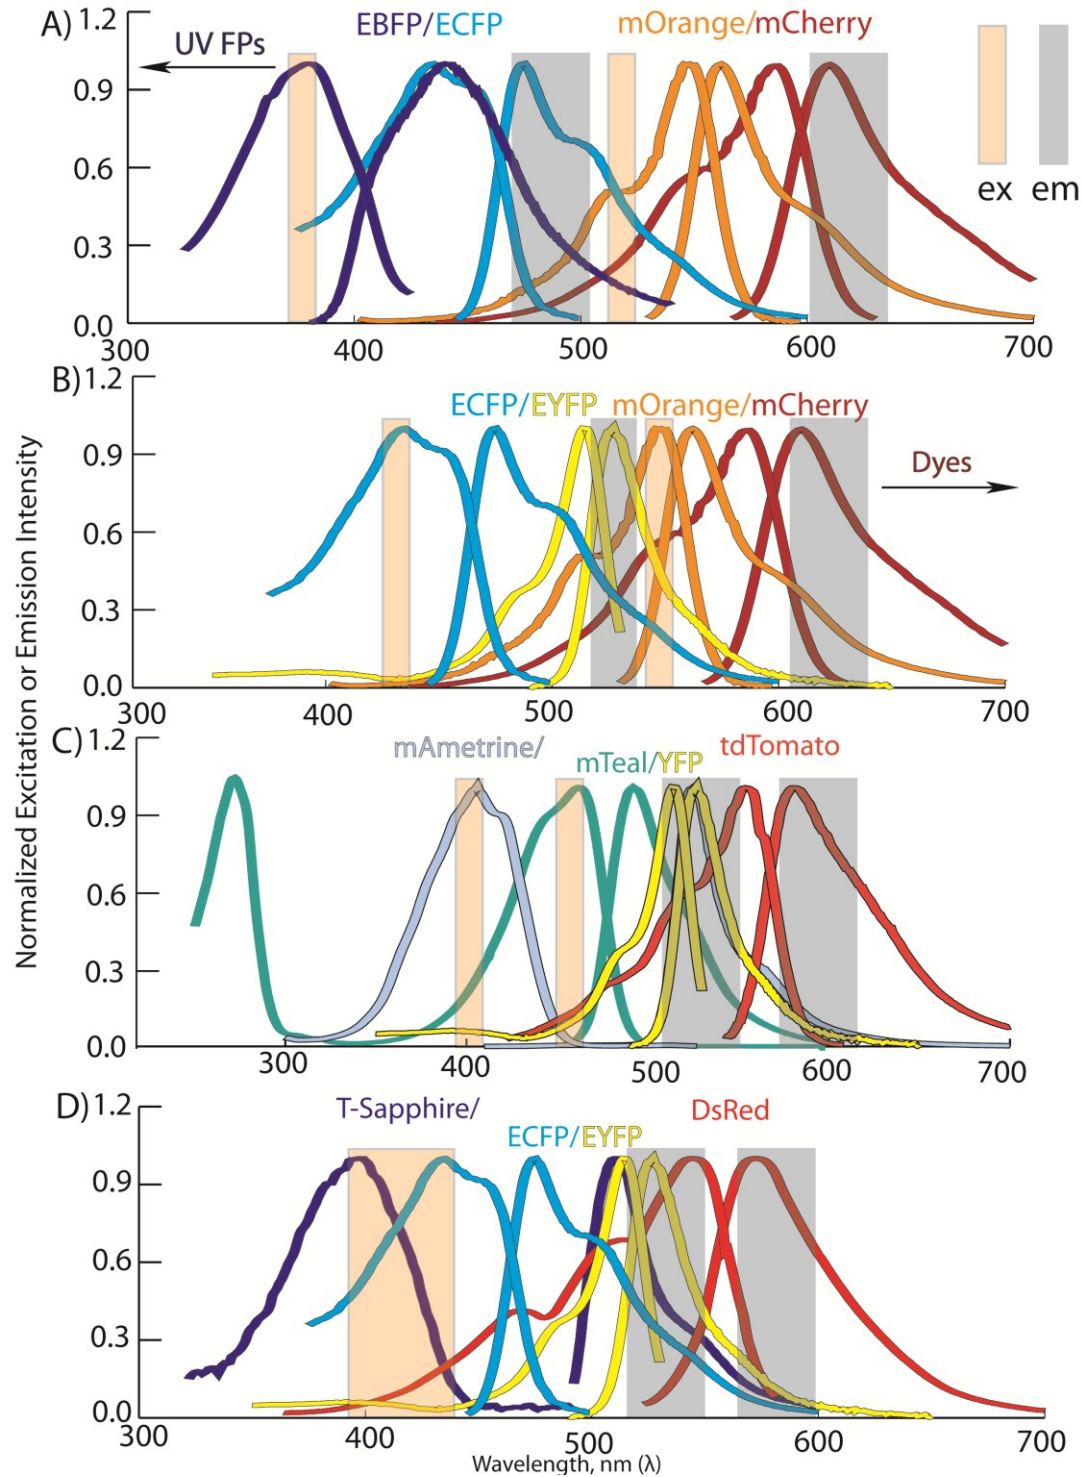 A) 1.2 EBFP/ECFP mOrange/mCherry
UV FPs
0.9
0.6
ex em
0.3
0.0
300 400 500 600 700
B) 1.2
ECFP/EYFP mOrange/mCherry
0.9
Dyes
0.6
0.3
0.0
300 400 500 600 700
C) 1.2
mAmetrine/ mTeal/YFP tdTomato
0.9
0.6
0.3
0.0
300 400 500 600 700
D) 1.2
T-Sapphire/ DsRed
ECFP/EYFP
0.9
0.6
0.3
0.0
300 400 500 600 700
Wavelength, nm (λ)
Normalized Excitation or Emission Intensity